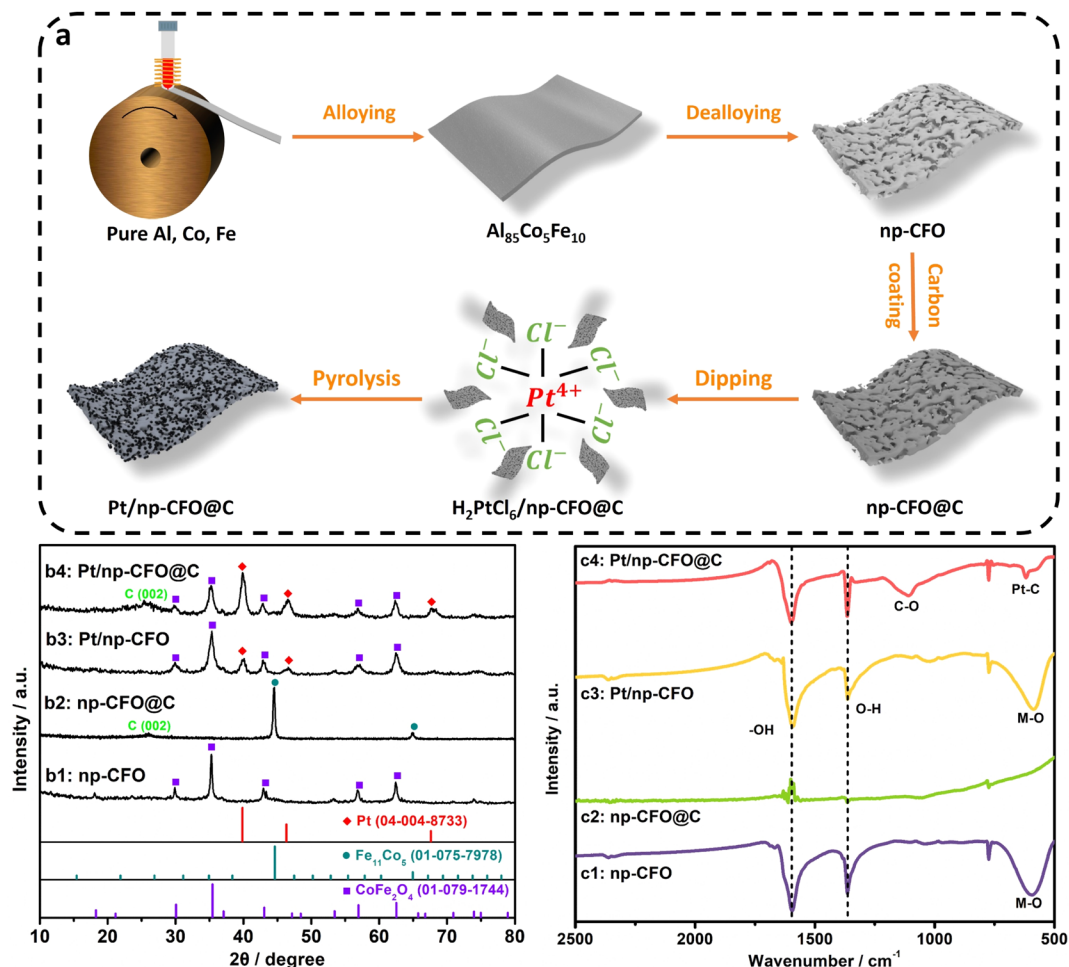 a
Alloying
Dealloying
Pure Al, Co, Fe
Al₈₅Co₅Fe₁₀
np-CFO
Carbon
coating
Cl⁻
Cl⁻
Cl⁻
Pt⁴⁺
Cl⁻
Cl⁻
Cl⁻
Pyrolysis
Dipping
Pt/np-CFO@C
H₂PtCl₆/np-CFO@C
np-CFO@C
b4: Pt/np-CFO@C
C (002)
b3: Pt/np-CFO
b2: np-CFO@C
C (002)
b1: np-CFO
Pt (04-004-8733)
Fe₁₁Co₅ (01-075-7978)
CoFe₂O₄ (01-079-1744)
Intensity / a.u.
10 20 30 40 50 60 70 80
2θ / degree
c4: Pt/np-CFO@C
C-O
Pt-C
c3: Pt/np-CFO
-OH
O-H
M-O
c2: np-CFO@C
c1: np-CFO
M-O
Intensity / a.u.
2500 2000 1500 1000 500
Wavenumber / cm⁻¹